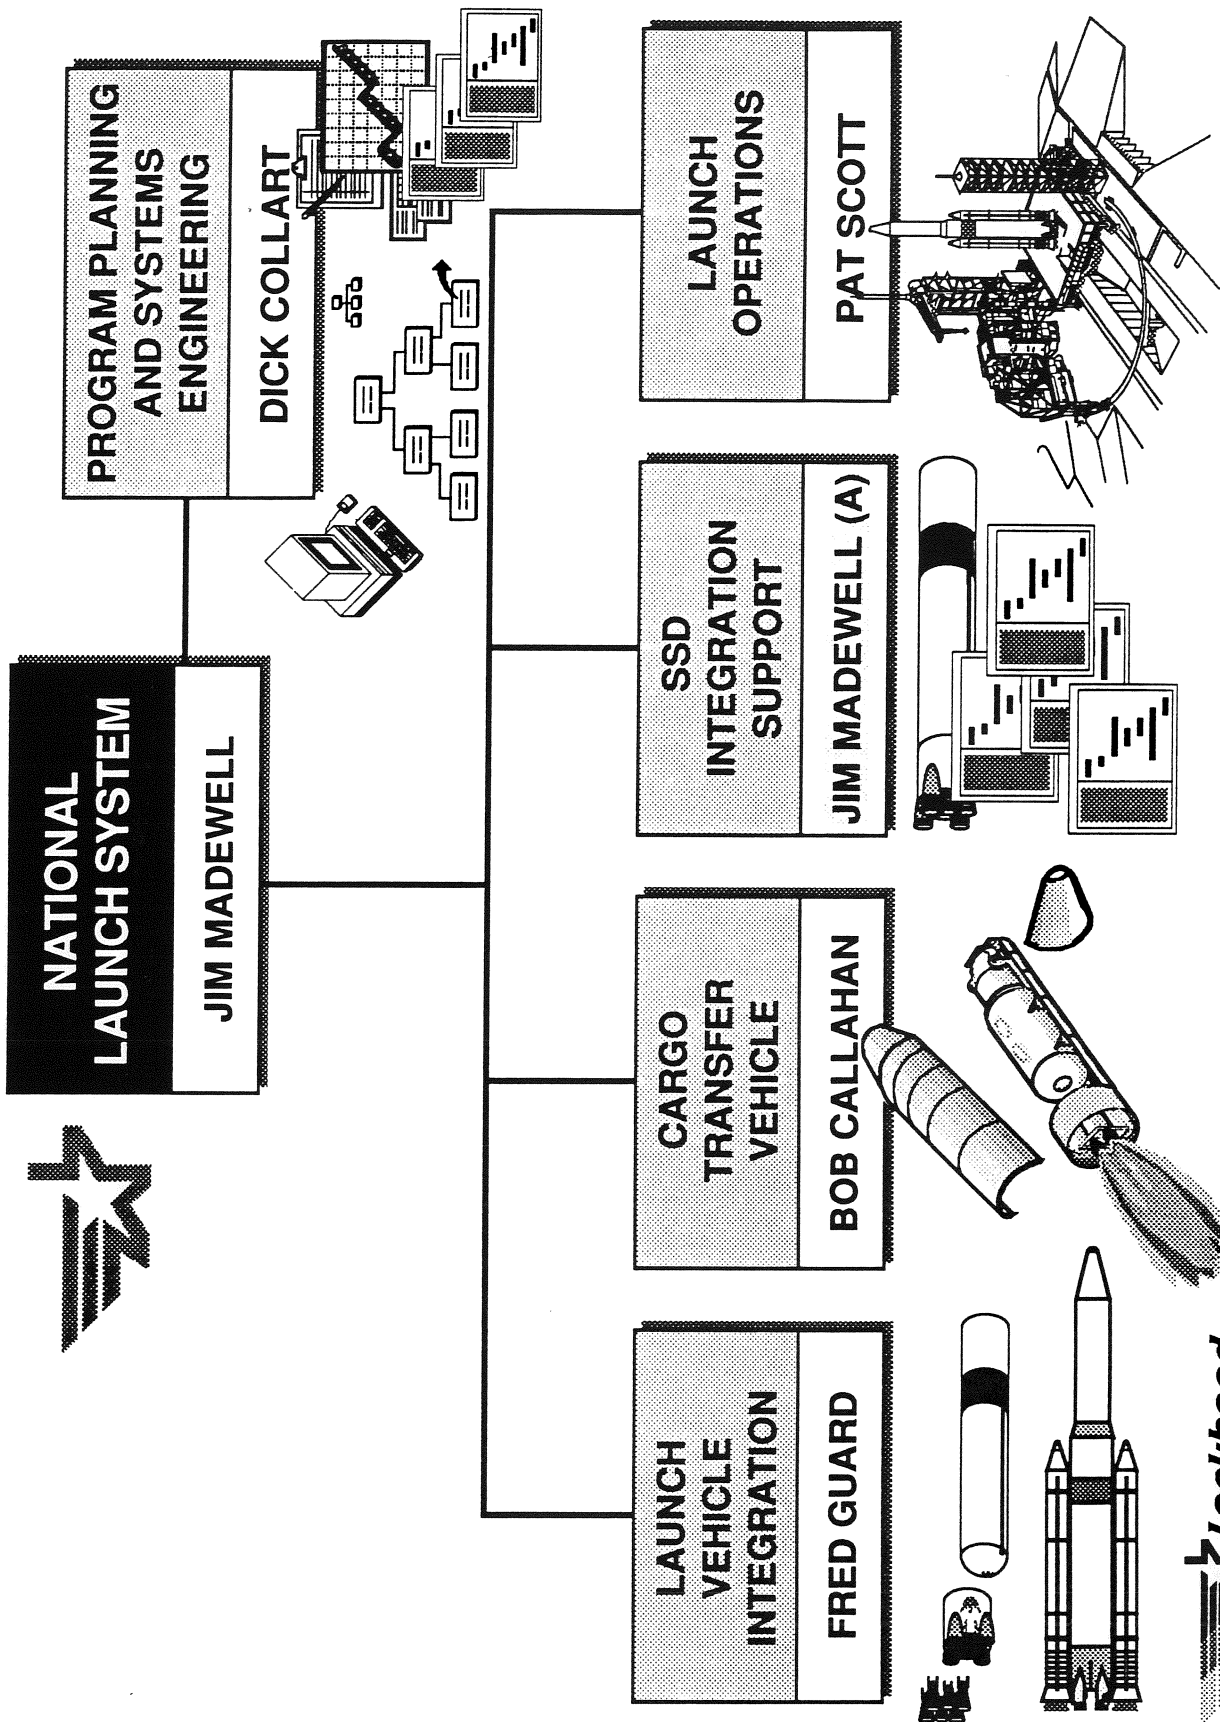 NATIONAL
LAUNCH SYSTEM
JIM MADEWELL
PROGRAM PLANNING
AND SYSTEMS
ENGINEERING
DICK COLLART
LAUNCH
VEHICLE
INTEGRATION
FRED GUARD
CARGO
TRANSFER
VEHICLE
BOB CALLAHAN
SSD
INTEGRATION
SUPPORT
JIM MADEWELL (A)
LAUNCH
OPERATIONS
PAT SCOTT